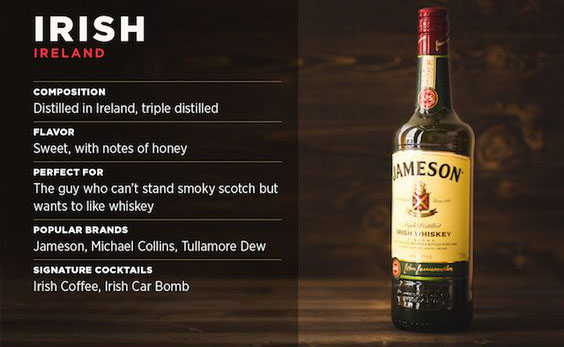 IRISH
IRELAND
COMPOSITION
Distilled in Ireland, triple distilled
FLAVOR
Sweet, with notes of honey
PERFECT FOR
The guy who can't stand smoky scotch but
wants to like whiskey
POPULAR BRANDS
Jameson, Michael Collins, Tullamore Dew
SIGNATURE COCKTAILS
Irish Coffee, Irish Car Bomb
JAMESON
Triple Distilled
IRISH WHISKEY